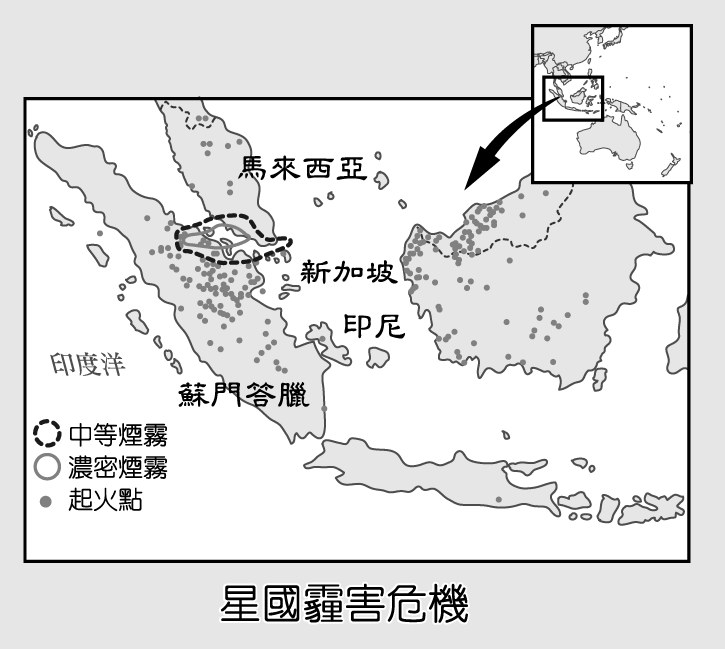 馬來西亞
新加坡
印尼
印度洋
蘇門答臘
中等煙霧
濃密煙霧
起火點
星國霾害危機